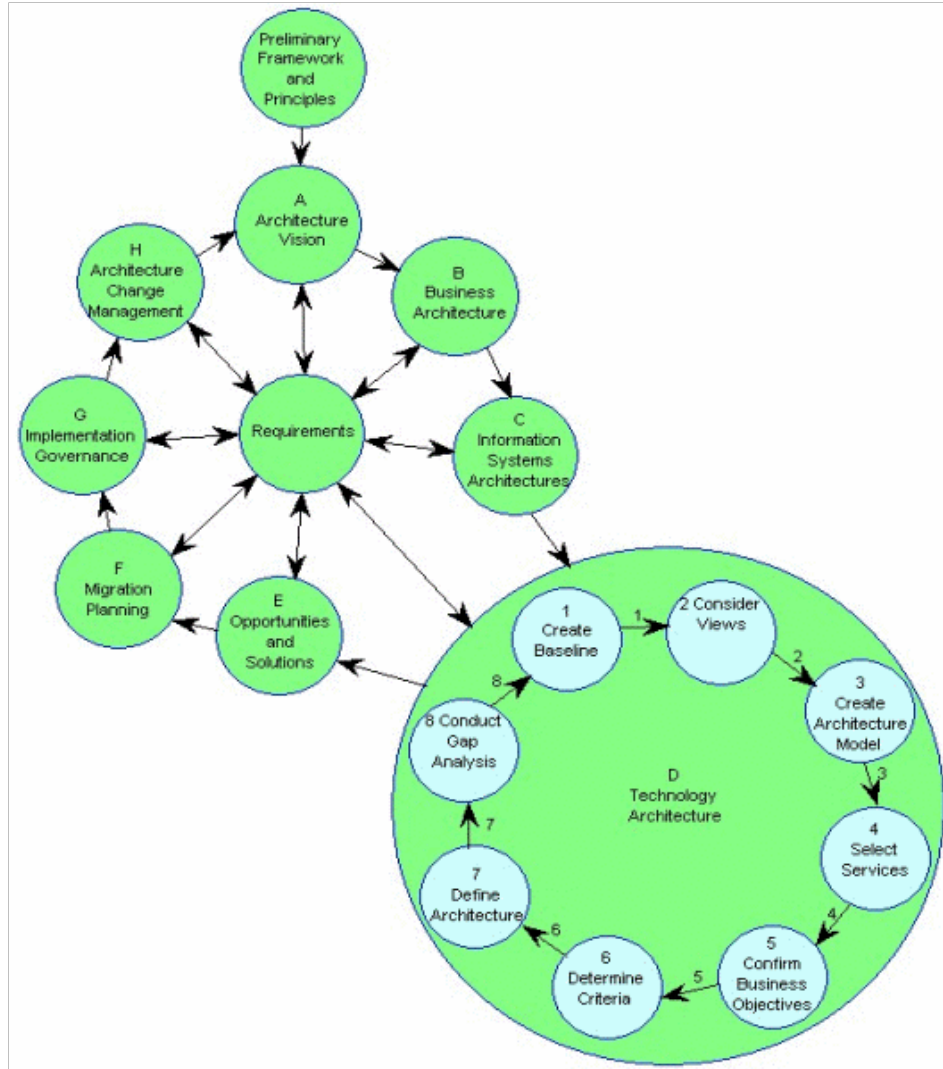 Preliminary
Framework
and
Principles
A
Architecture
Vision
H
Architecture
Change
Management
B
Business
Architecture
G
Implementation
Governance
Requirements
C
Information
Systems
Architectures
F
Migration
Planning
E
Opportunities
and
Solutions
1
Create
Baseline
1
2 Consider
Views
2
3
Create
Architecture
Model
3
4
Select
Services
4
5
Confirm
Business
Objectives
5
6
Determine
Criteria
6
7
Define
Architecture
7
8 Conduct
Gap
Analysis
8
D
Technology
Architecture